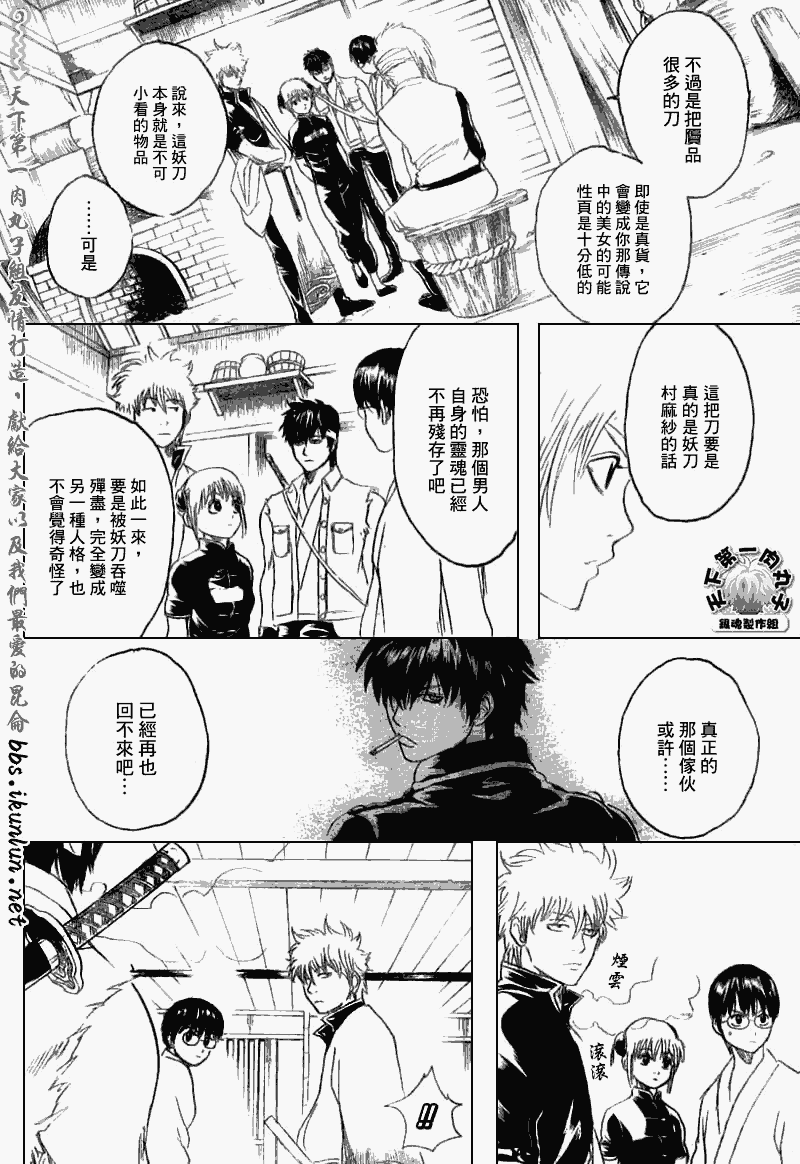 不過是把贗品
很多的刀
即使是真貨，它
會變成你那傳說
中的美女的可能
性頁是十分低的
說來，這妖刀
本身就是不可
小看的物品
……可是
這把刀要是
真的是妖刀
村麻紗的話
恐怕，那個男人
自身的靈魂已經
不再殘存了吧
如此一來，
要是被妖刀吞噬
殫盡，完全變成
另一種人格，也
不會覺得奇怪了
真正的
那個傢伙
或許……
已經再也
回不來吧…
煙雲
滾滾
!!
天下第一肉丸子
銀魂製作組
天下第一肉丸子組友情打造，獻給大家以及我們最愛的昆侖 bbs.ikunlun.net